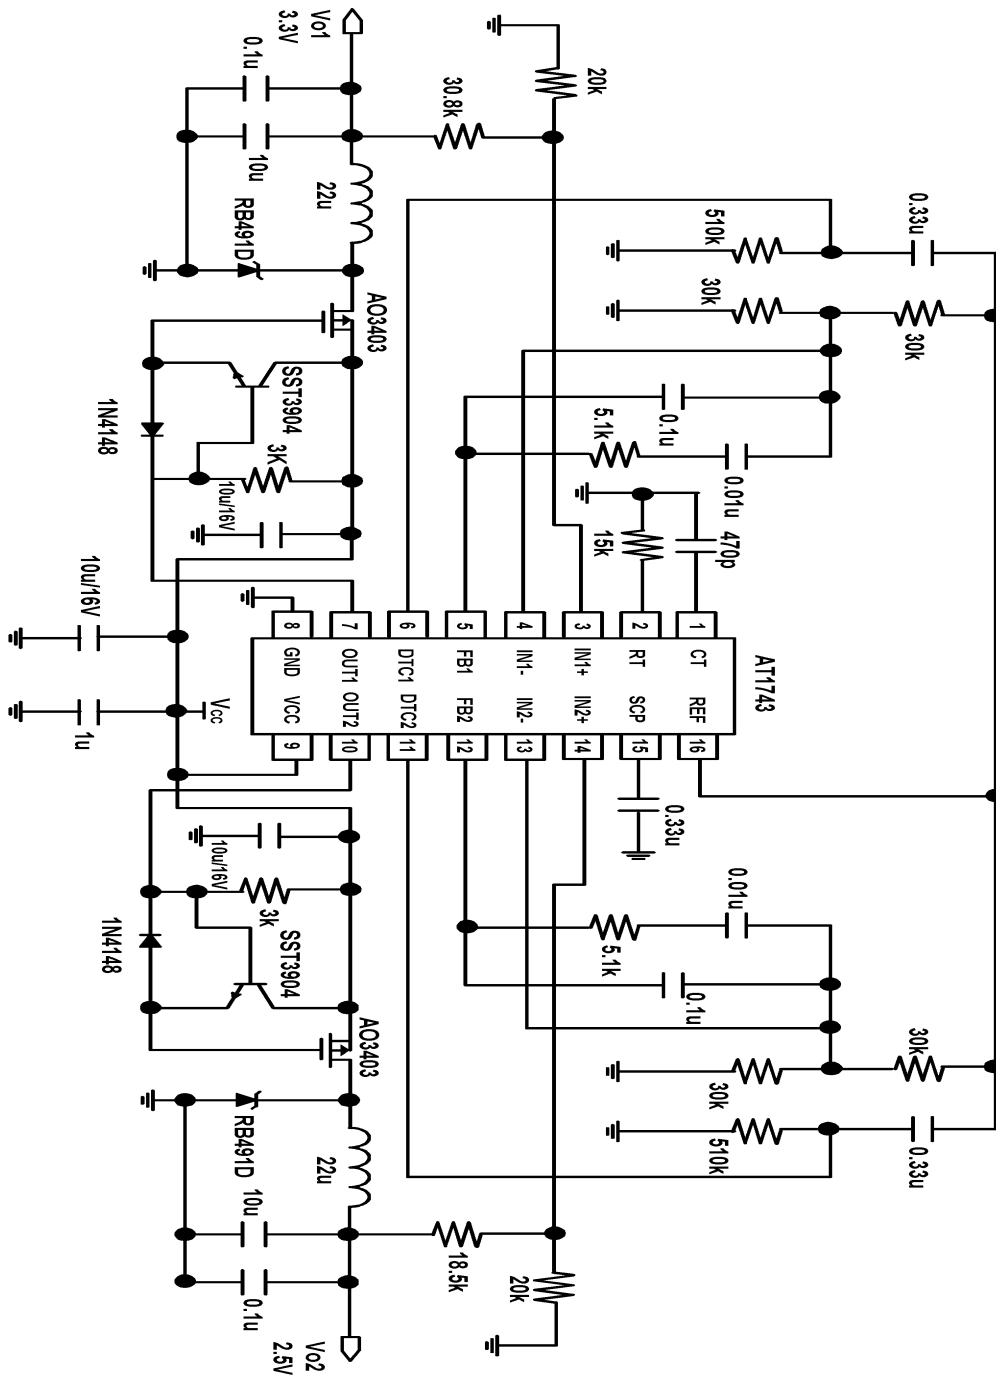 Vo1
3.3V
0.1u
10u
22u
RB491D
30.8k
20k
AO3403
SST3904
1N4148
3K
10u/16V
510k
0.33u
30k
30k
0.1u
5.1k
0.01u
15k
470p
10u/16V
1u
Vcc
AT1743
8
7
6
5
4
3
2
1
GND
OUT1
DTC1
FB1
IN1-
IN1+
RT
CT
VCC
OUT2
DTC2
FB2
IN2-
IN2+
SCP
REF
9
10
11
12
13
14
15
16
0.33u
10u/16V
3k
SST3904
1N4148
AO3403
5.1k
0.01u
0.1u
30k
30k
510k
0.33u
RB491D
22u
10u
0.1u
18.5k
20k
Vo2
2.5V